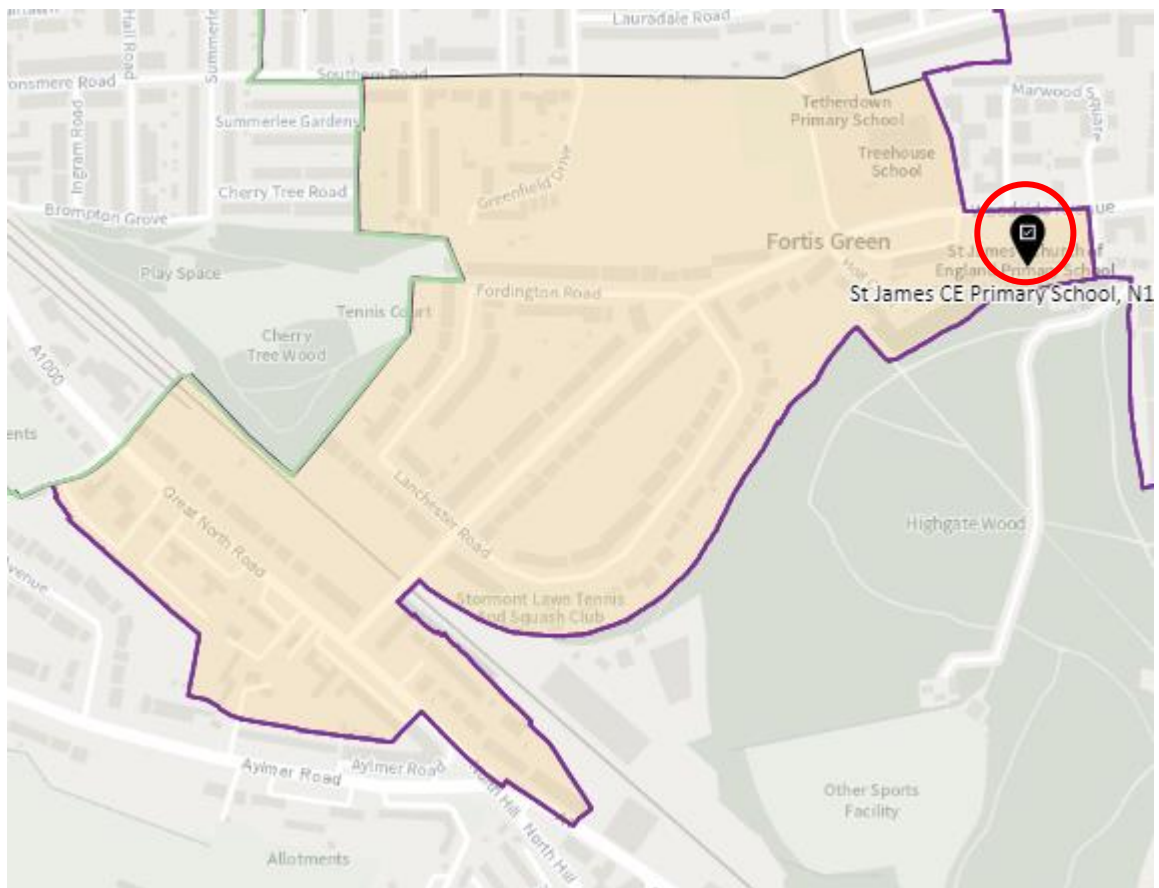 Lauradale Road
Hall Road
Southern Road
onsmere Road
Marwood Square
Tetherdown
Primary School
Summerlee Gardens
Ingram Road
Treehouse
School
Cherry Tree Road
Greenfield Drive
Brompton Grove
Fortis Green
St James Church of
England Primary School
Play Space
Fordington Road
St James CE Primary School, N1
Tennis Court
Cherry
Tree Wood
A1000
ents
Lanchester Road
Great North Road
Highgate Wood
venue
Stormont Lawn Tennis
And Squash Club
Aylmer Road
Aylmer Road
North Hill
North Hill
Other Sports
Facility
Allotments